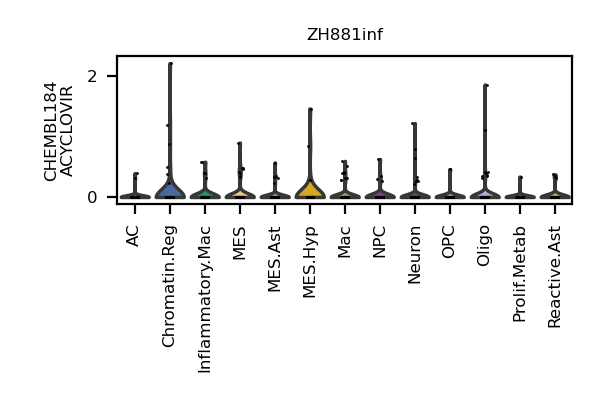 ZH881inf
CHEMBL184
ACYCLOVIR
2
0
AC
Chromatin.Reg
Inflammatory.Mac
MES
MES.Ast
MES.Hyp
Mac
NPC
Neuron
OPC
Oligo
Prolif.Metab
Reactive.Ast